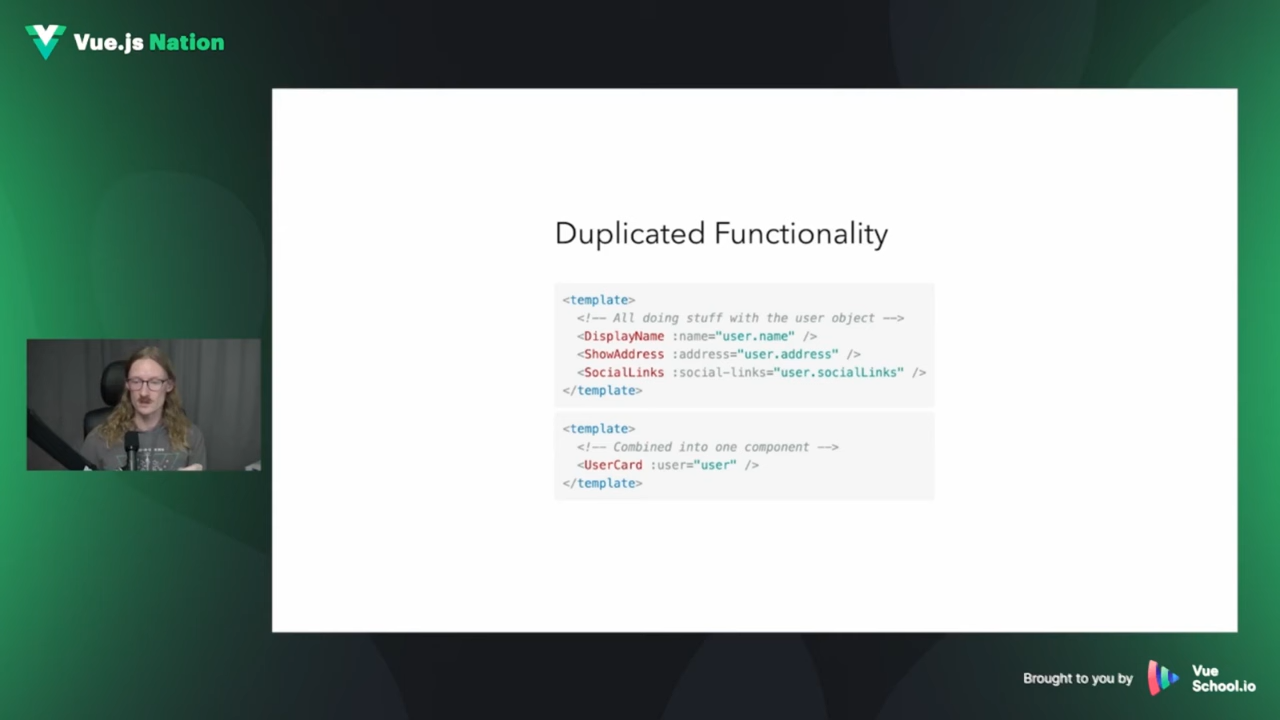 Vue.js Nation
Duplicated Functionality
<template>
<!-- All doing stuff with the user object -->
<DisplayName :name="user.name" />
<ShowAddress :address="user.address" />
<SocialLinks :social-links="user.socialLinks" />
</template>
<template>
<!-- Combined into one component -->
<UserCard :user="user" />
</template>
Brought to you by
Vue
School.io